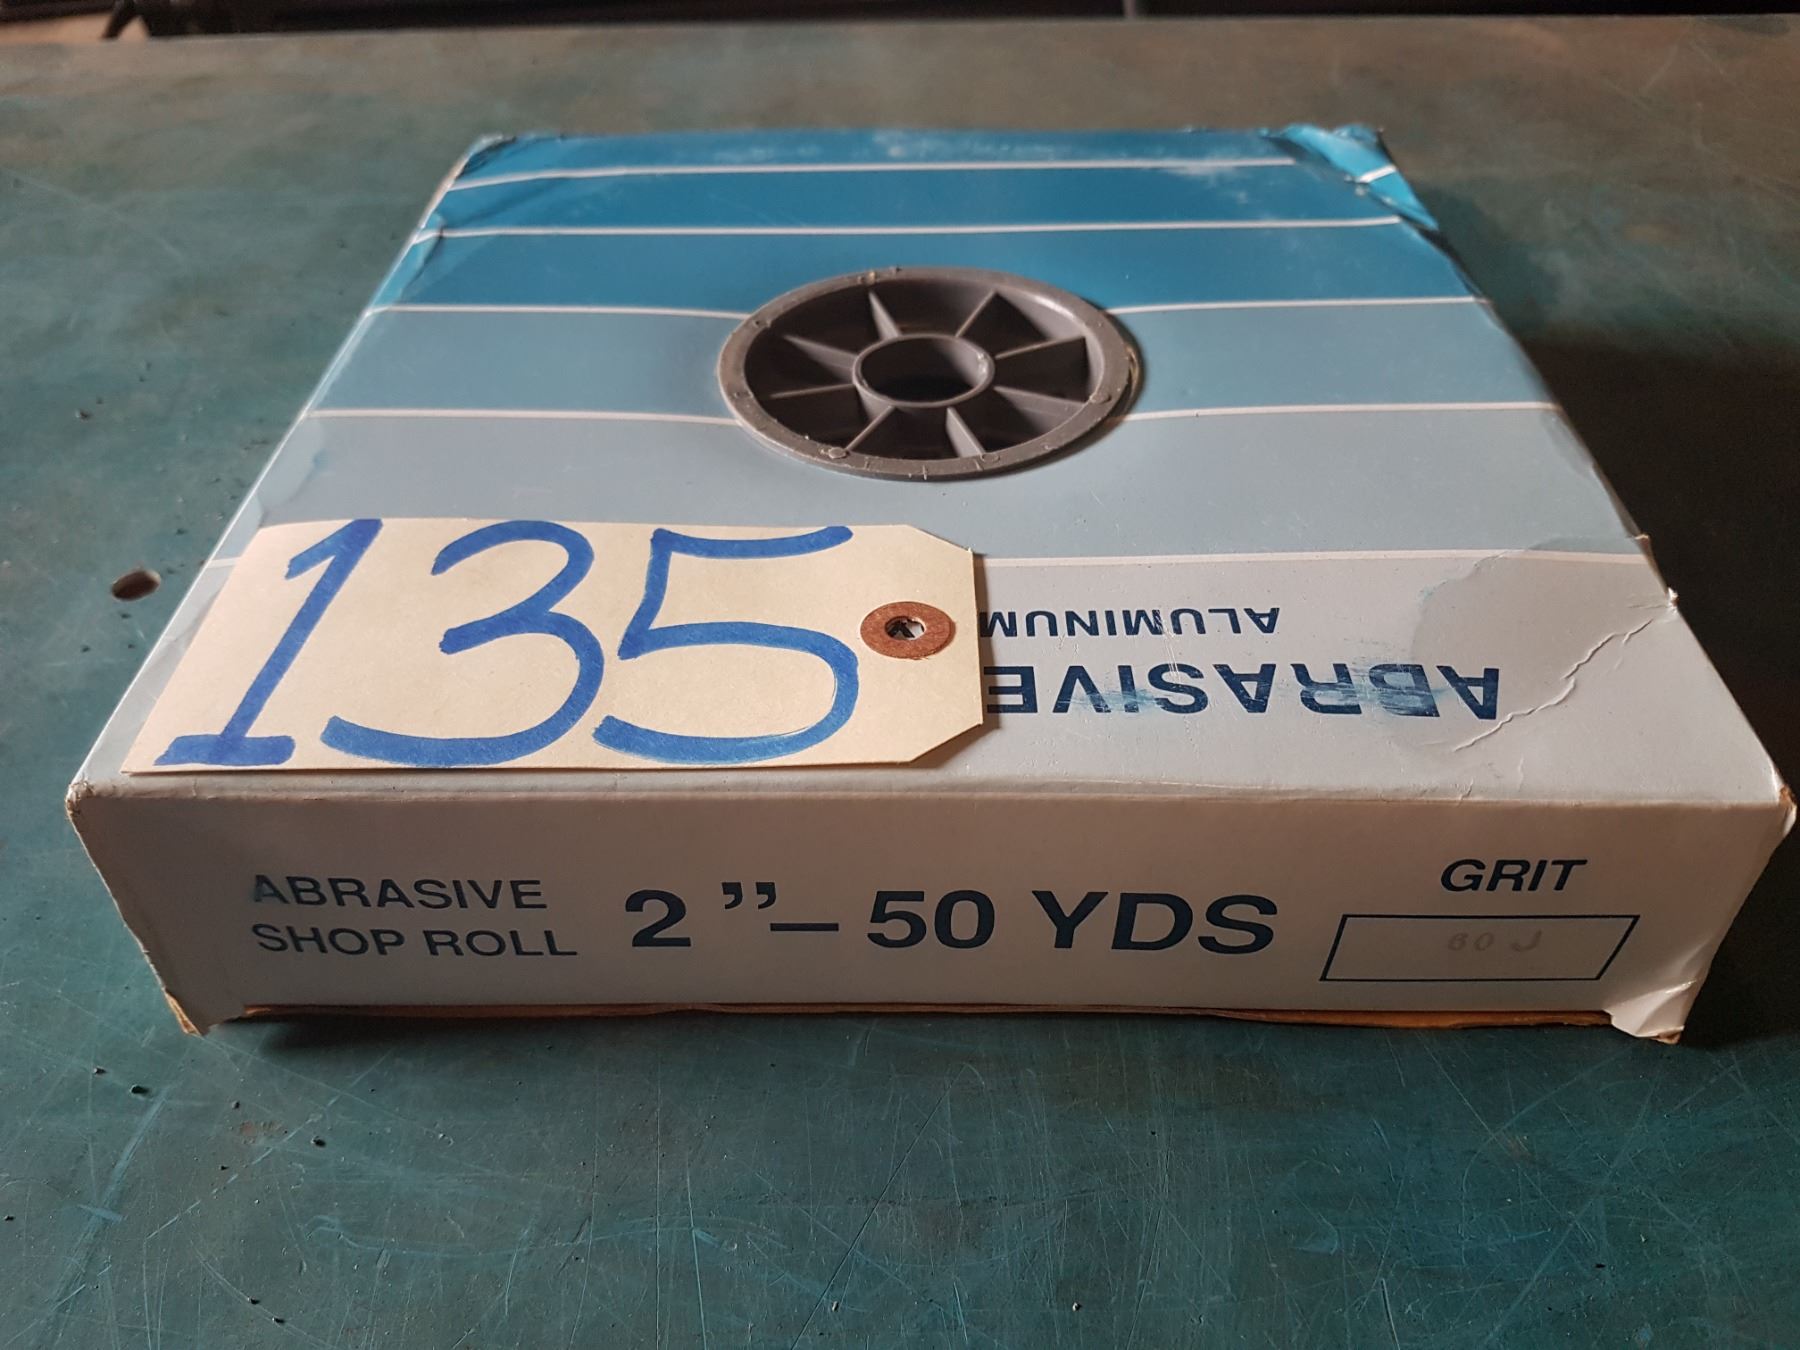 135
ABRASIVE
ALUMINUM
ABRASIVE
SHOP ROLL
2"– 50 YDS
GRIT
60 J